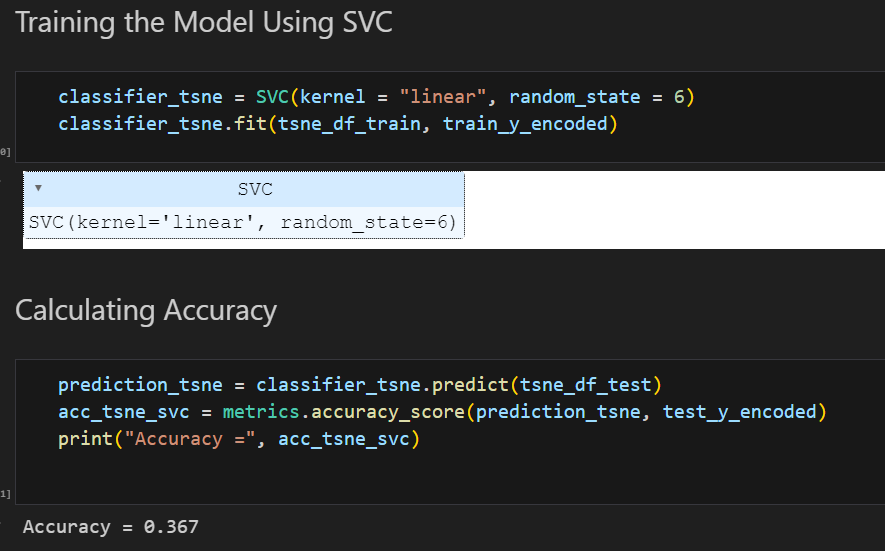 Training the Model Using SVC
classifier_tsne = SVC(kernel = "linear", random_state = 6)
classifier_tsne.fit(tsne_df_train, train_y_encoded)
0]
▼ SVC
SVC(kernel='linear', random_state=6)
Calculating Accuracy
prediction_tsne = classifier_tsne.predict(tsne_df_test)
acc_tsne_svc = metrics.accuracy_score(prediction_tsne, test_y_encoded)
print("Accuracy =", acc_tsne_svc)
1]
Accuracy = 0.367